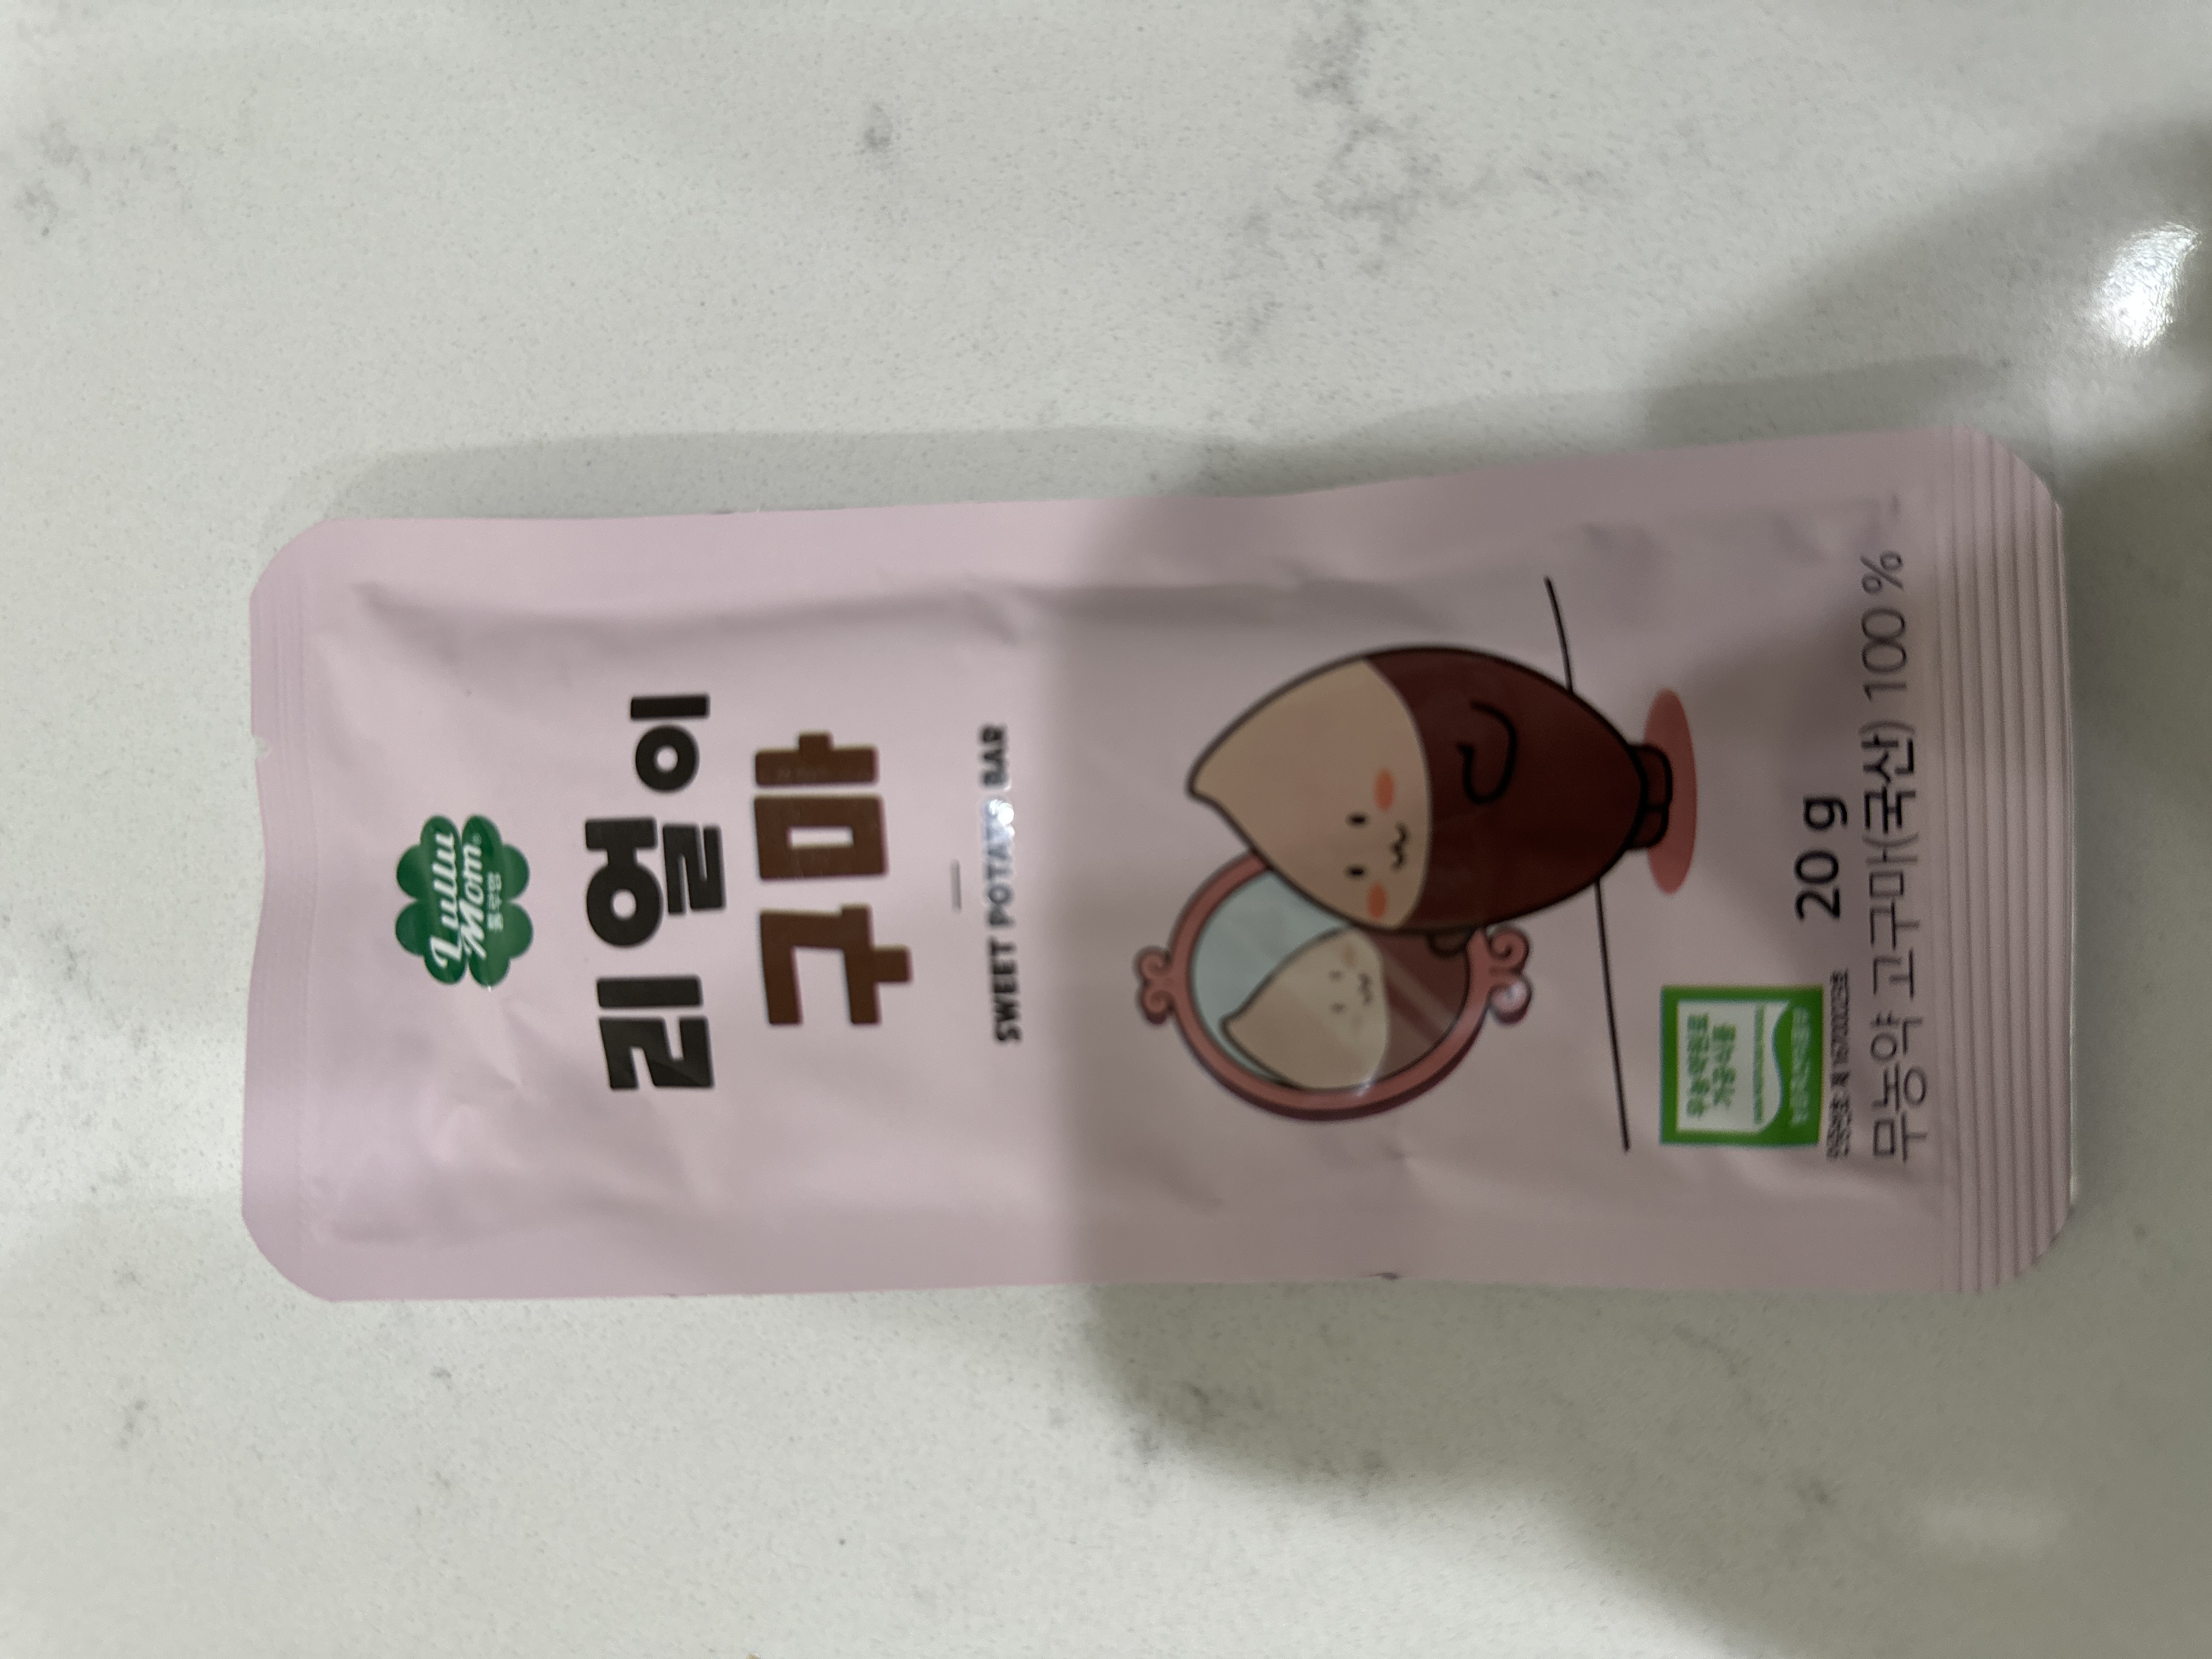 Lullu
Mom
룰루맘
리얼이
구마
SWEET POTATO BAR
20 g
무농약 고구마(국산) 100 %